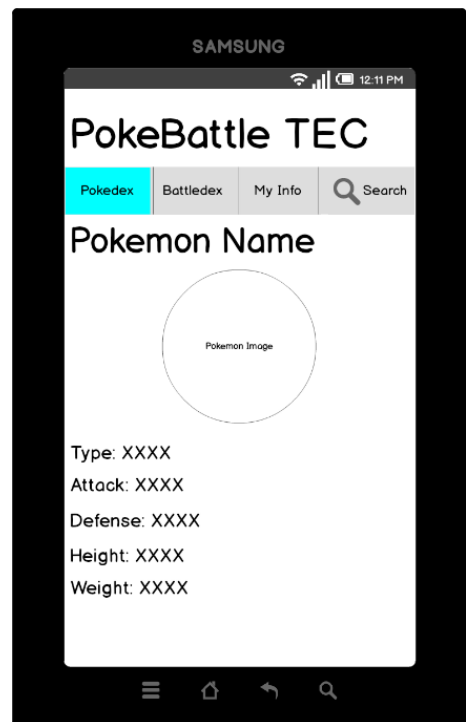 SAMSUNG
12:11 PM
PokeBattle TEC
Pokedex Battledex My Info Search
Pokemon Name
Pokemon Image
Type: XXXX
Attack: XXXX
Defense: XXXX
Height: XXXX
Weight: XXXX